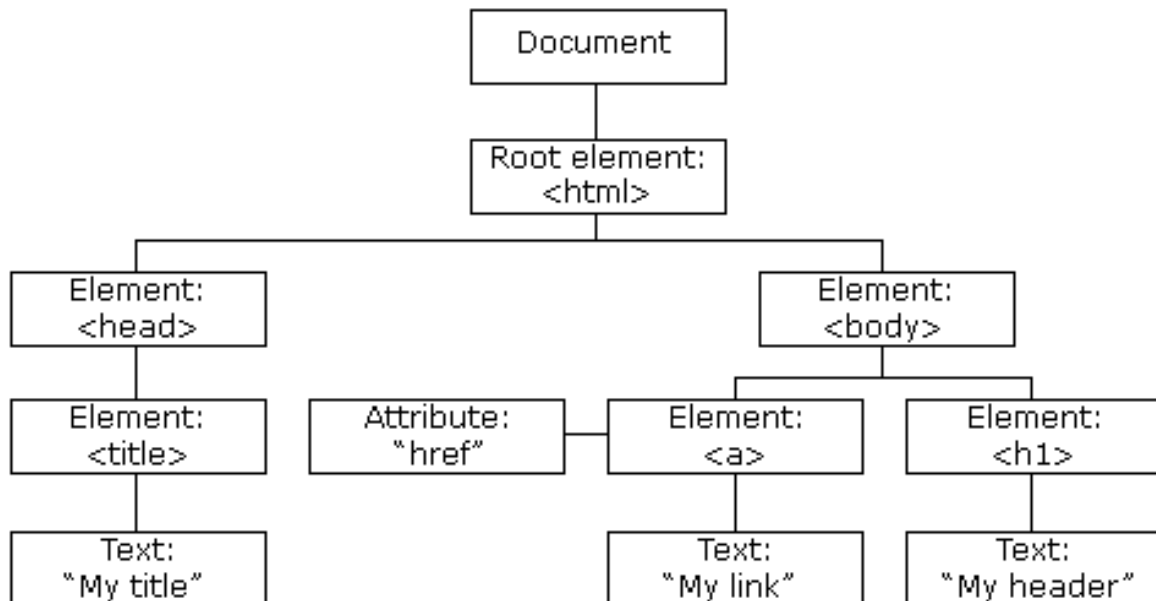 Document
Root element:
<html>
Element:
<head>
Element:
<body>
Element:
<title>
Attribute:
“href”
Element:
<a>
Element:
<h1>
Text:
“My title”
Text:
“My link”
Text:
“My header”